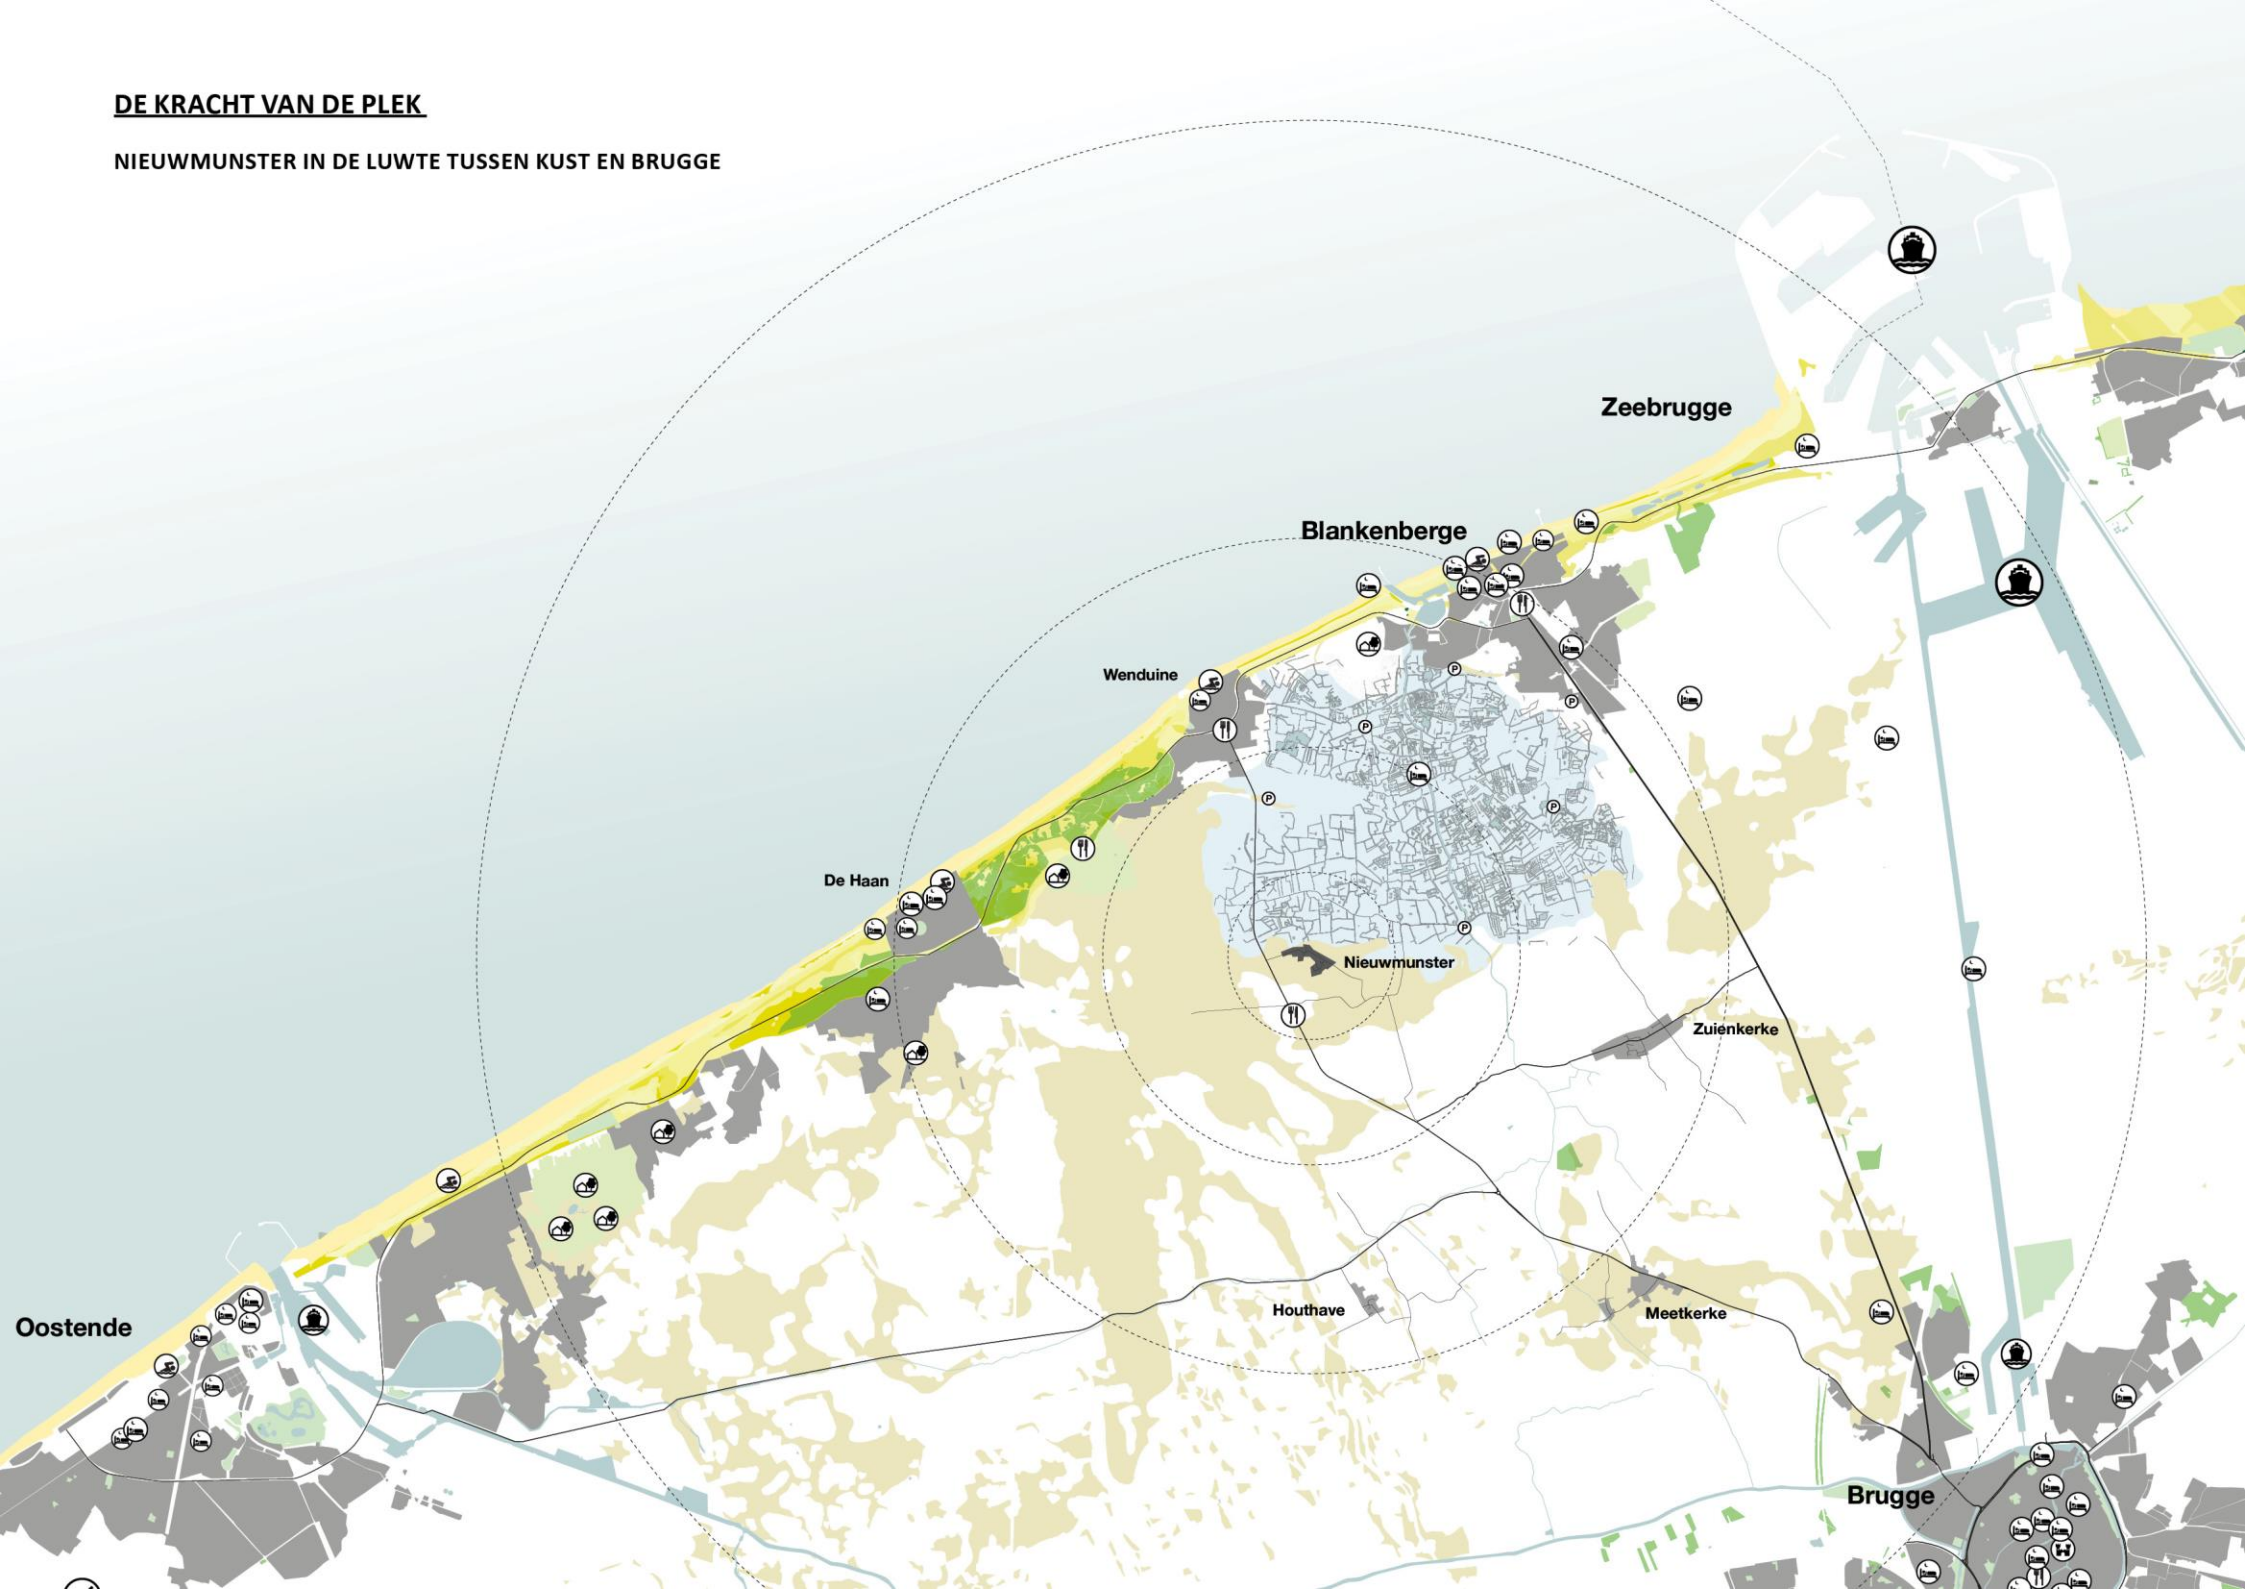 DE KRACHT VAN DE PLEK
NIEUWMUNSTER IN DE LUWTE TUSSEN KUST EN BRUGGE
Zeebrugge
Blankenberge
Wenduine
P
P
P
P
P
De Haan
P
Nieuwmunster
Zuienkerke
Houthave
Meetkerke
Oostende
Brugge